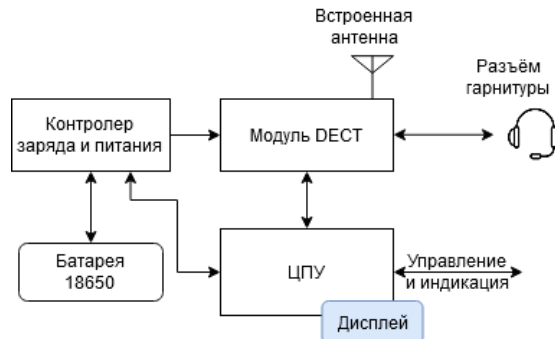 Встроенная
антенна
Разъём
гарнитуры
Контролер
заряда и питания
Модуль DECT
Батарея
18650
ЦПУ
Управление
и индикация
Дисплей